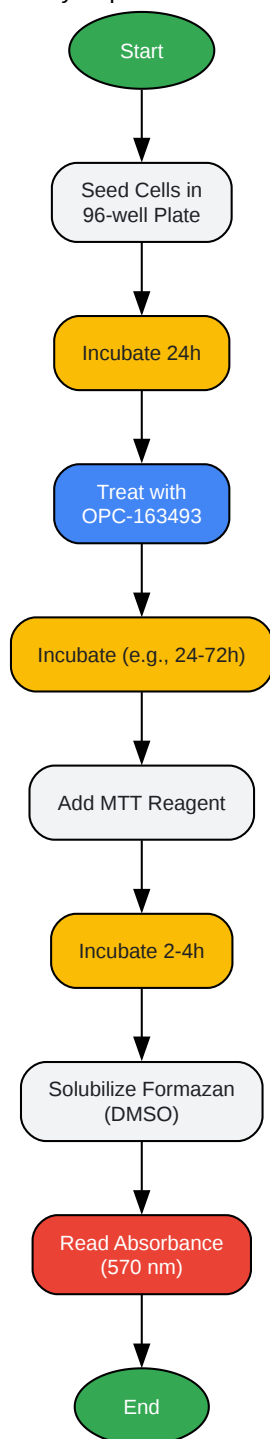 Start
Seed Cells in
96-well Plate
Incubate 24h
Treat with
OPC-163493
Incubate (e.g., 24-72h)
Add MTT Reagent
Incubate 2-4h
Solubilize Formazan
(DMSO)
Read Absorbance
(570 nm)
End